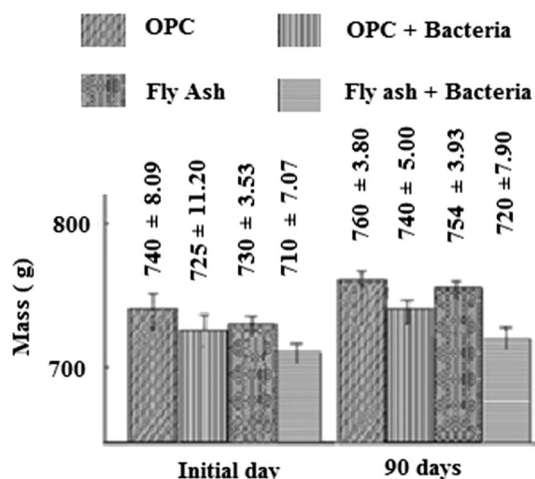 OPC
OPC + Bacteria
Fly Ash
Fly ash + Bacteria
740 ± 8.09
725 ± 11.20
730 ± 3.53
710 ± 7.07
760 ± 3.80
740 ± 5.00
754 ± 3.93
720 ±7.90
Mass ( g)
800
700
Initial day
90 days